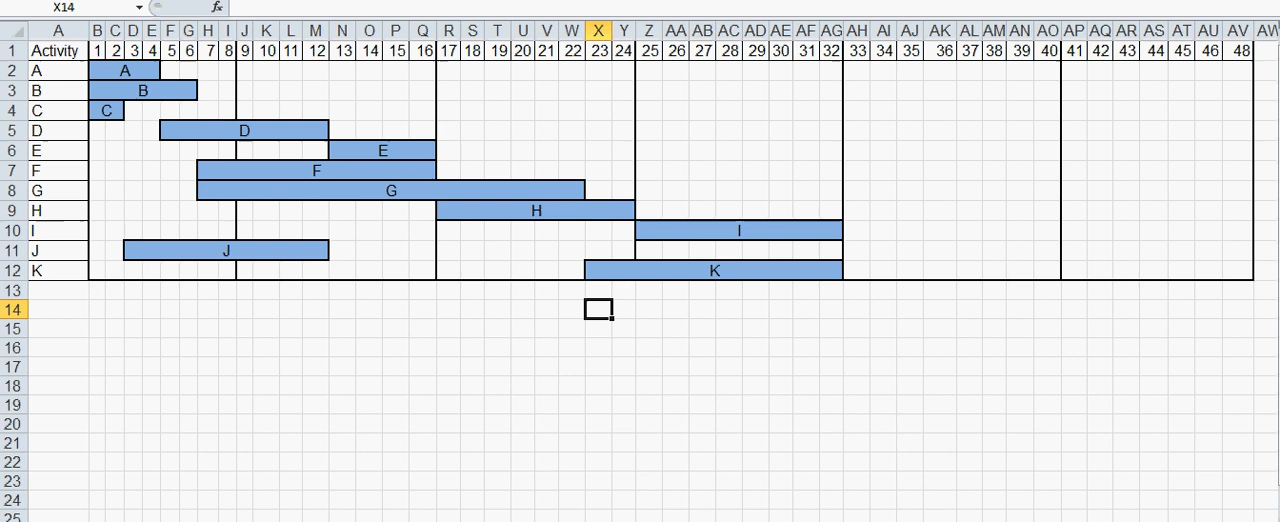 X14 fx
A B C D E F G H I J K L M N O P Q R S T U V W X Y Z AA AB AC AD AE AF AG AH AI AJ AK AL AM AN AO AP AQ AR AS AT AU AV AW
1 Activity 1 2 3 4 5 6 7 8 9 10 11 12 13 14 15 16 17 18 19 20 21 22 23 24 25 26 27 28 29 30 31 32 33 34 35 36 37 38 39 40 41 42 43 44 45 46 47 48
2 A A
3 B B
4 C C
5 D D
6 E E
7 F F
8 G G
9 H H
10 I I
11 J J
12 K K
13
14
15
16
17
18
19
20
21
22
23
24
25